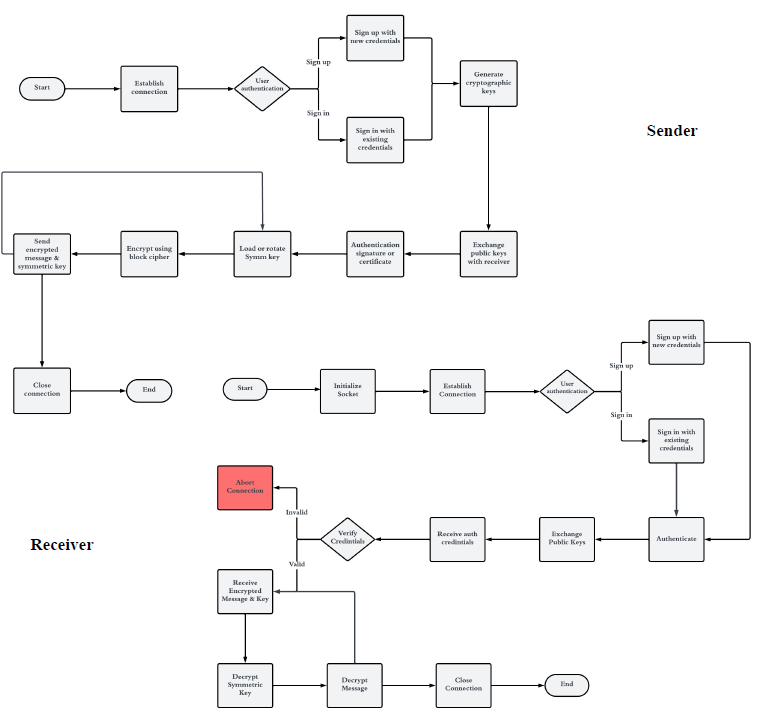 Sign up with
new credentials
Sign up
Start
Establish
connection
User
authentication
Generate
cryptographic
keys
Sign in
Sign in with
existing
credentials
Sender
Send
encrypted
message &
symmetric key
Encrypt using
block cipher
Load or rotate
Symm key
Authentication
signature or
certificate
Exchange
public keys
with receiver
Close
connection
End
Start
Initialize
Socket
Establish
Connection
User
authentication
Sign up
Sign up with
new credentials
Sign in
Sign in with
existing
credentials
Receiver
Abort
Connection
Invalid
Verify
Credintials
Receive auth
credintials
Exchange
Public Keys
Authenticate
Valid
Receive
Encrypted
Message & Key
Decrypt
Symmetric
Key
Decrypt
Message
Close
Connection
End